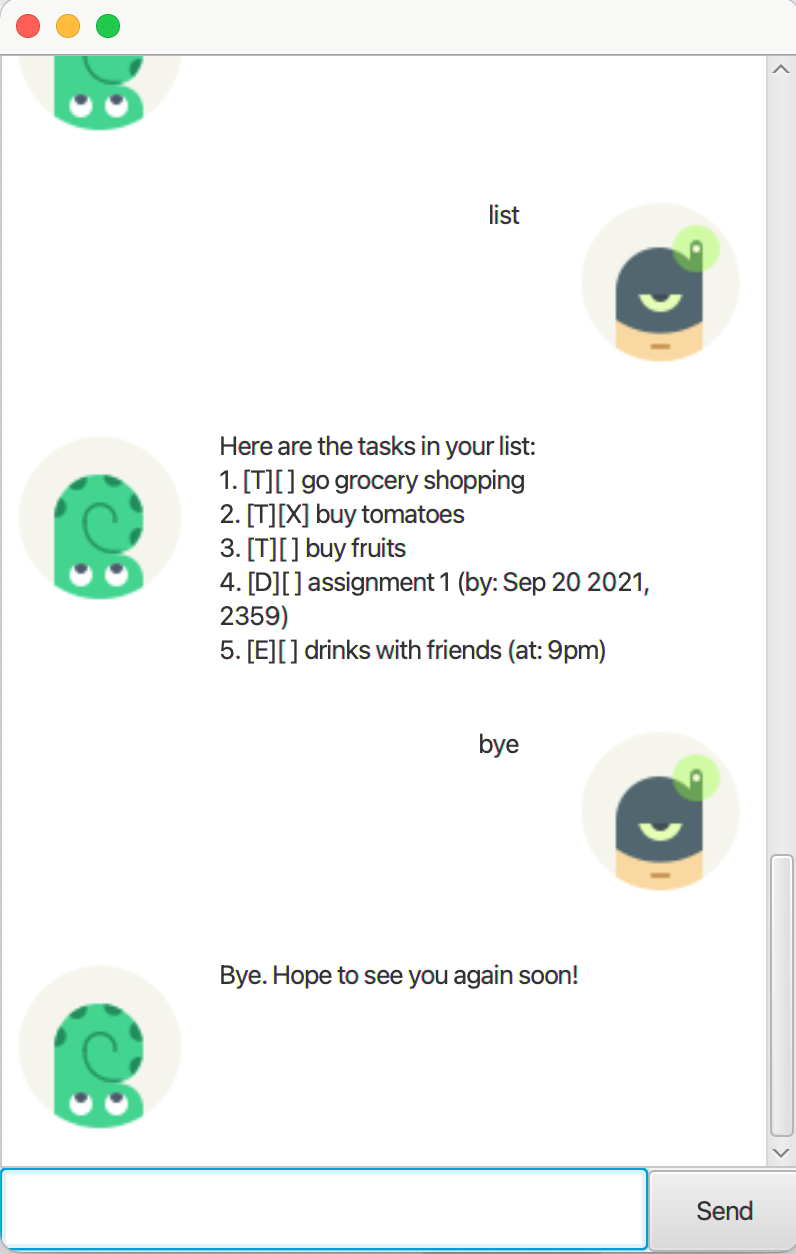 list
Here are the tasks in your list:
1. [T][ ] go grocery shopping
2. [T][X] buy tomatoes
3. [T][ ] buy fruits
4. [D][ ] assignment 1 (by: Sep 20 2021,
2359)
5. [E][ ] drinks with friends (at: 9pm)
bye
Bye. Hope to see you again soon!
Send